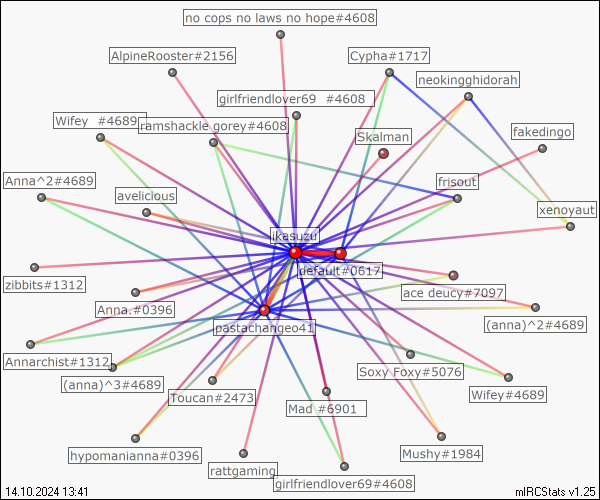 no cops no laws no hope#4608
AlpineRooster#2156
Cypha#1717
neokingghidorah
girlfriendlover69 #4608
Wifey #4689
ramshackle gorey#4608
Skalman
fakedingo
Anna^2#4689
avelicious
frisout
xenoyaut
ikasuzu
default#0617
zibbits#1312
Anna.#0396
ace deucy#7097
pastachangeo41
(anna)^2#4689
Annarchist#1312
(anna)^3#4689
Soxy Foxy#5076
Toucan#2473
Mad #6901
Wifey#4689
hypomanianna#0396
rattgaming
girlfriendlover69#4608
Mushy#1984
14.10.2024 13:41
mIRCStats v1.25